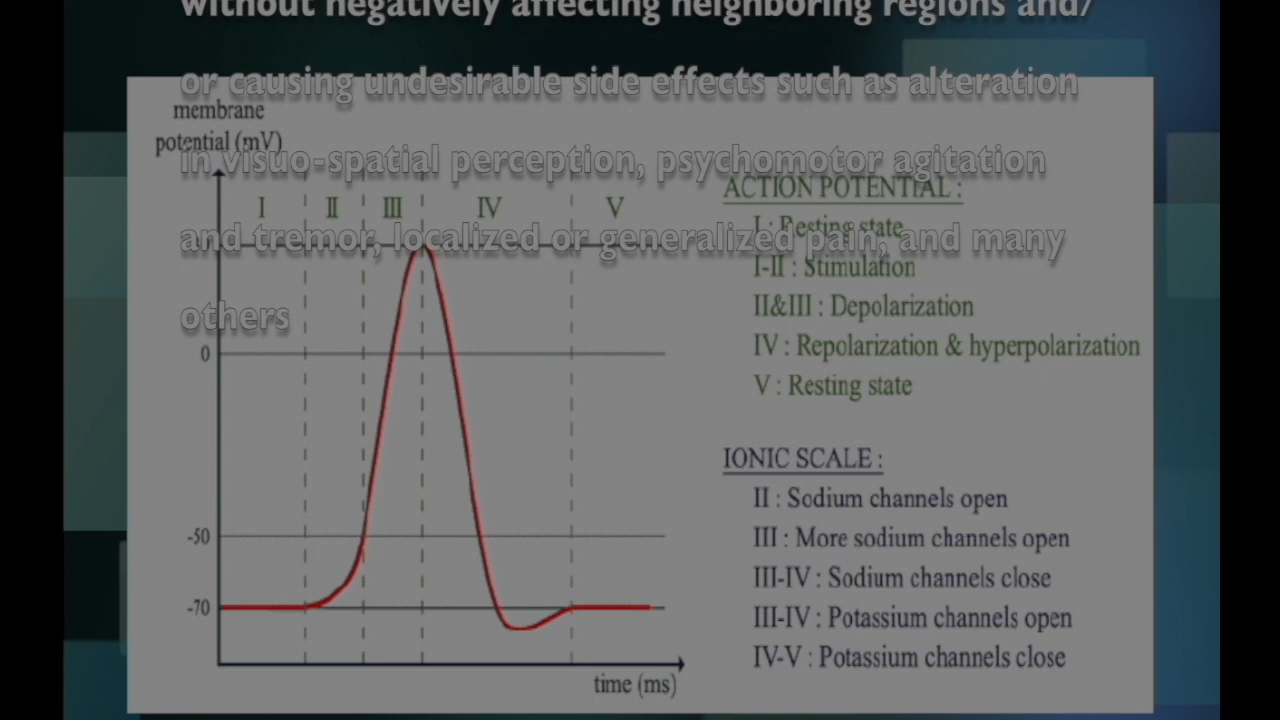 without negatively affecting neighboring regions and/
or causing undesirable side effects such as alteration
in visuo-spatial perception, psychomotor agitation
and tremor, localized or generalized pain, and many
others
membrane
potential (mV)
I II III IV V
0
-50
-70
time (ms)
ACTION POTENTIAL :
I : Resting state
I-II : Stimulation
II&III : Depolarization
IV : Repolarization & hyperpolarization
V : Resting state
IONIC SCALE :
II : Sodium channels open
III : More sodium channels open
III-IV : Sodium channels close
III-IV : Potassium channels open
IV-V : Potassium channels close